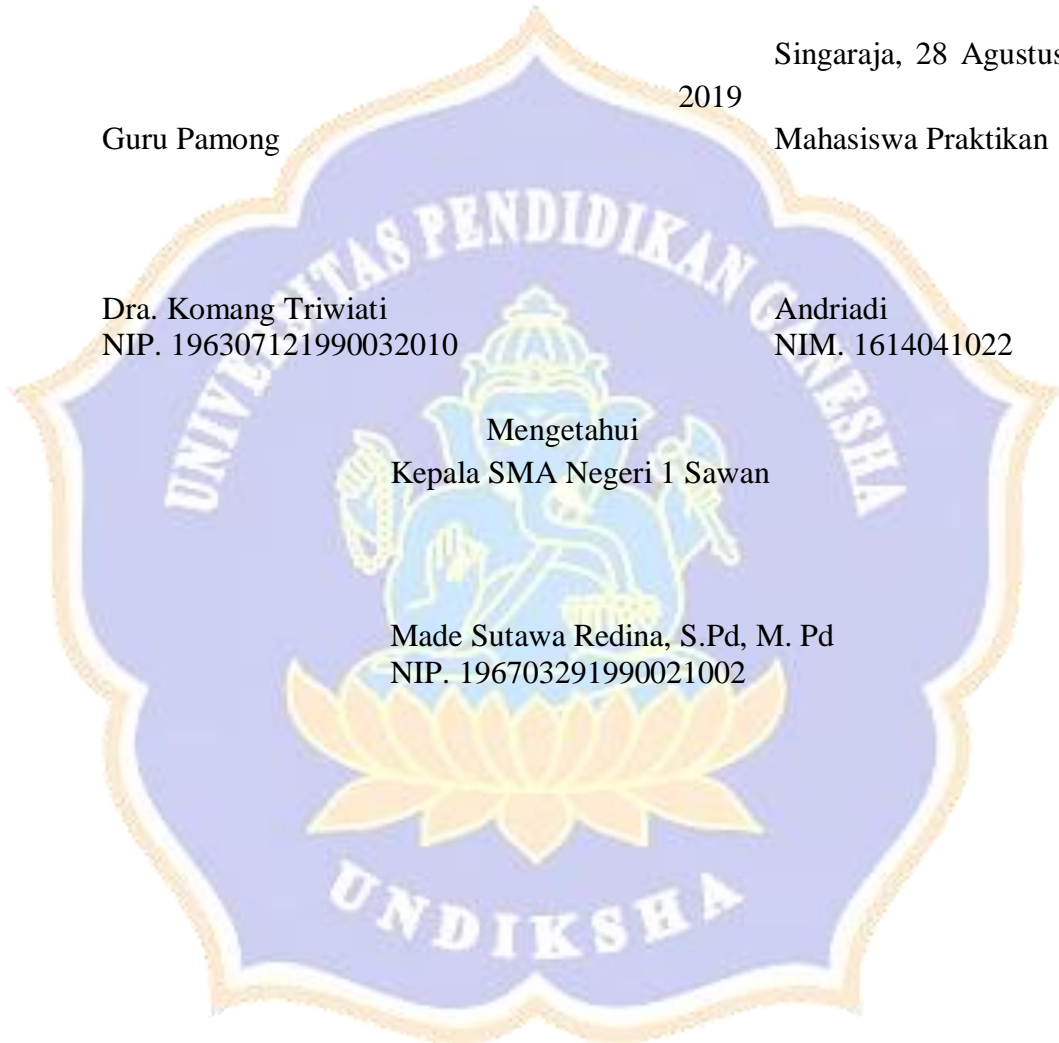 Singaraja, 28 Agustus
2019
Guru Pamong Mahasiswa Praktikan
Dra. Komang Triwiati Andriadi
NIP. 196307121990032010 NIM. 1614041022
Mengetahui
Kepala SMA Negeri 1 Sawan
Made Sutawa Redina, S.Pd, M. Pd
NIP. 196703291990021002
UNIVERSITAS PENDIDIKAN GANESHA
UNDIKSHA